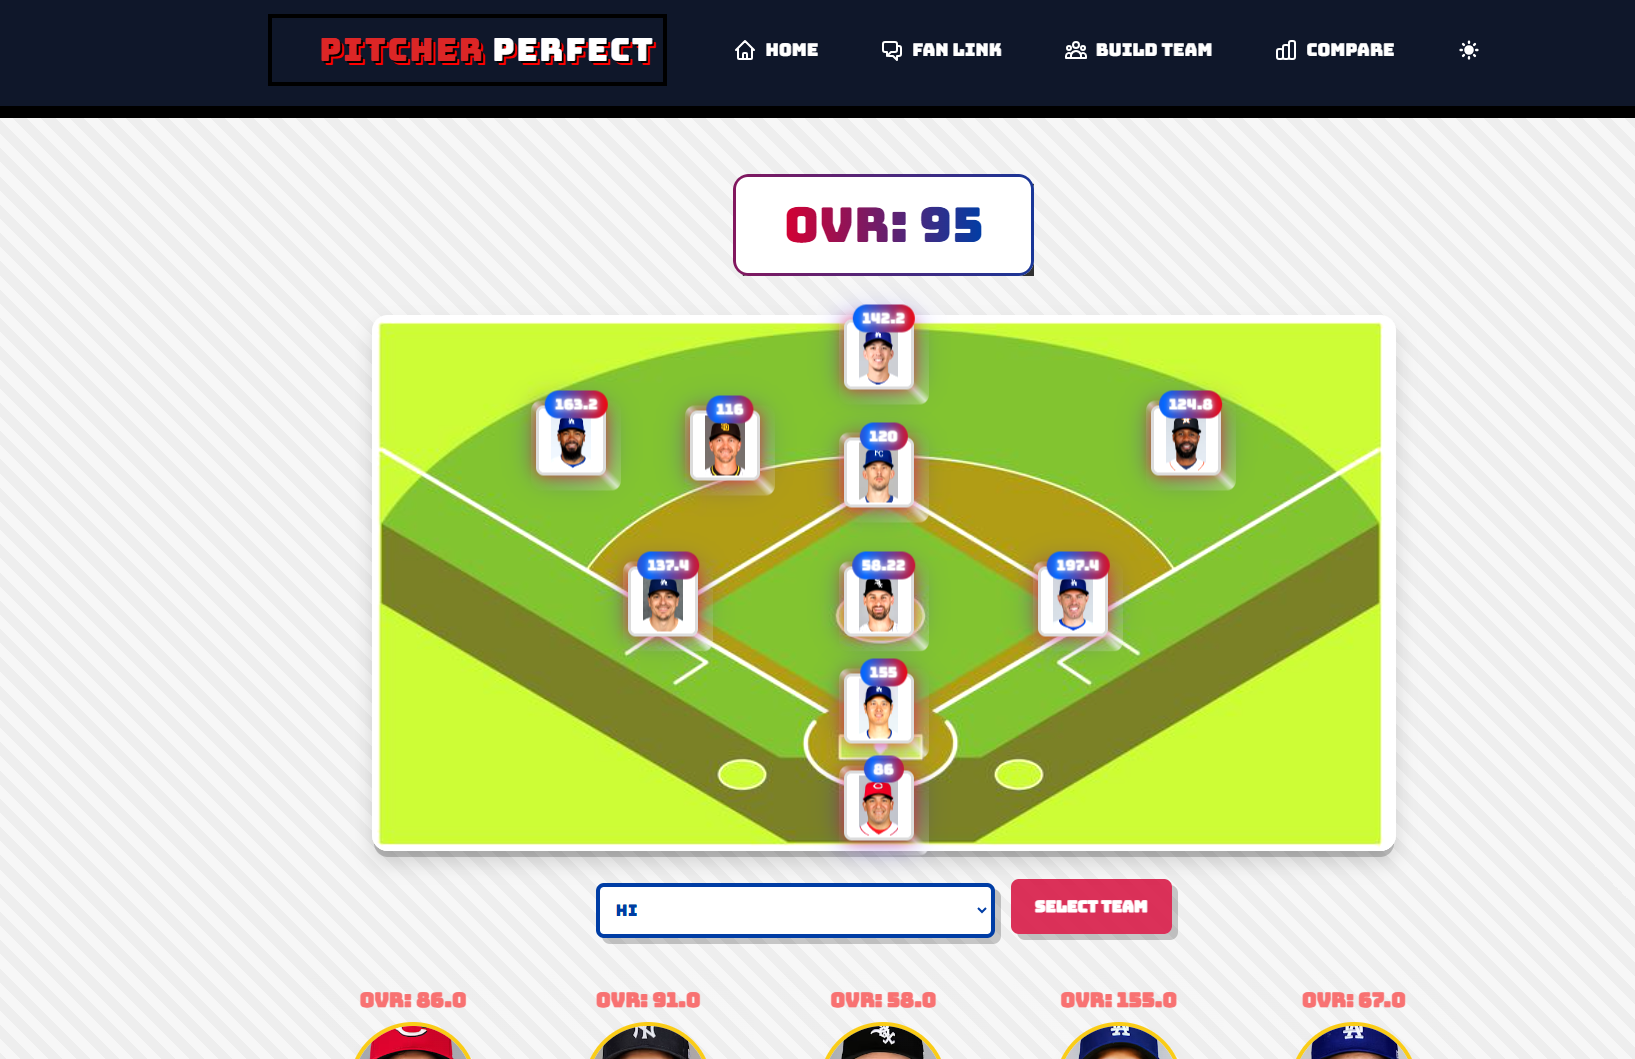 PITCHER PERFECT
HOME
FAN LINK
BUILD TEAM
COMPARE
OVR: 95
142.2
163.2
116
124.8
120
137.4
58.22
197.4
155
86
HI
SELECT TEAM
OVR: 86.0
OVR: 91.0
OVR: 58.0
OVR: 155.0
OVR: 67.0